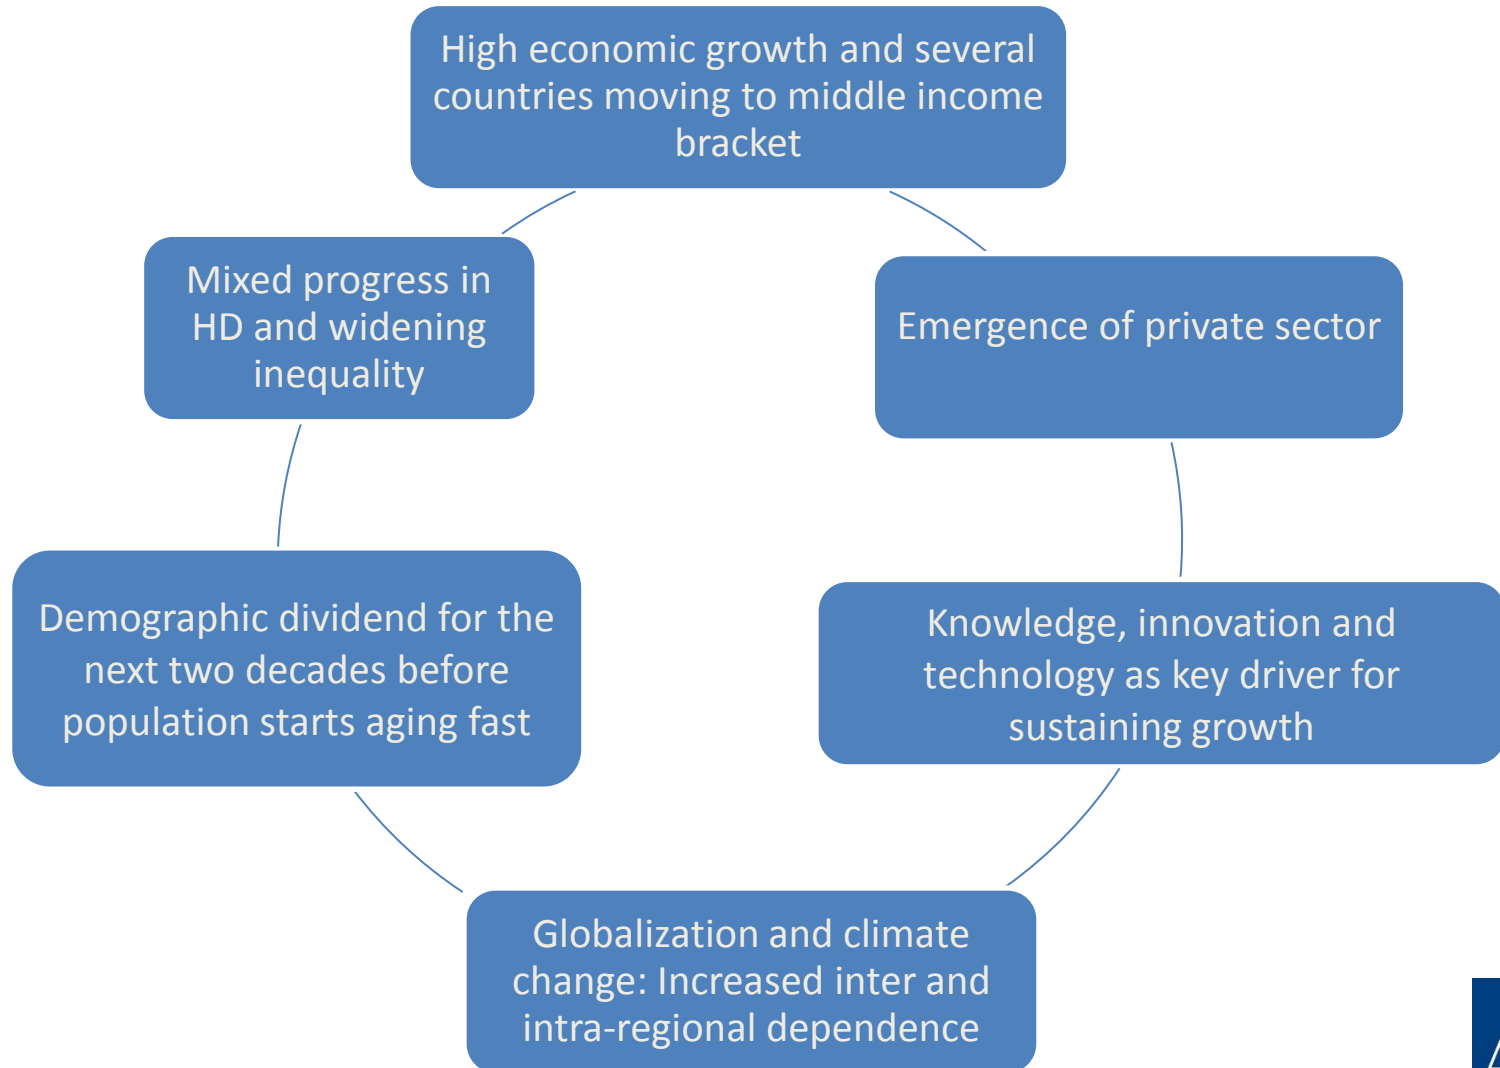 High economic growth and several
countries moving to middle income
bracket
Emergence of private sector
Knowledge, innovation and
technology as key driver for
sustaining growth
Globalization and climate
change: Increased inter and
intra-regional dependence
Demographic dividend for the
next two decades before
population starts aging fast
Mixed progress in
HD and widening
inequality